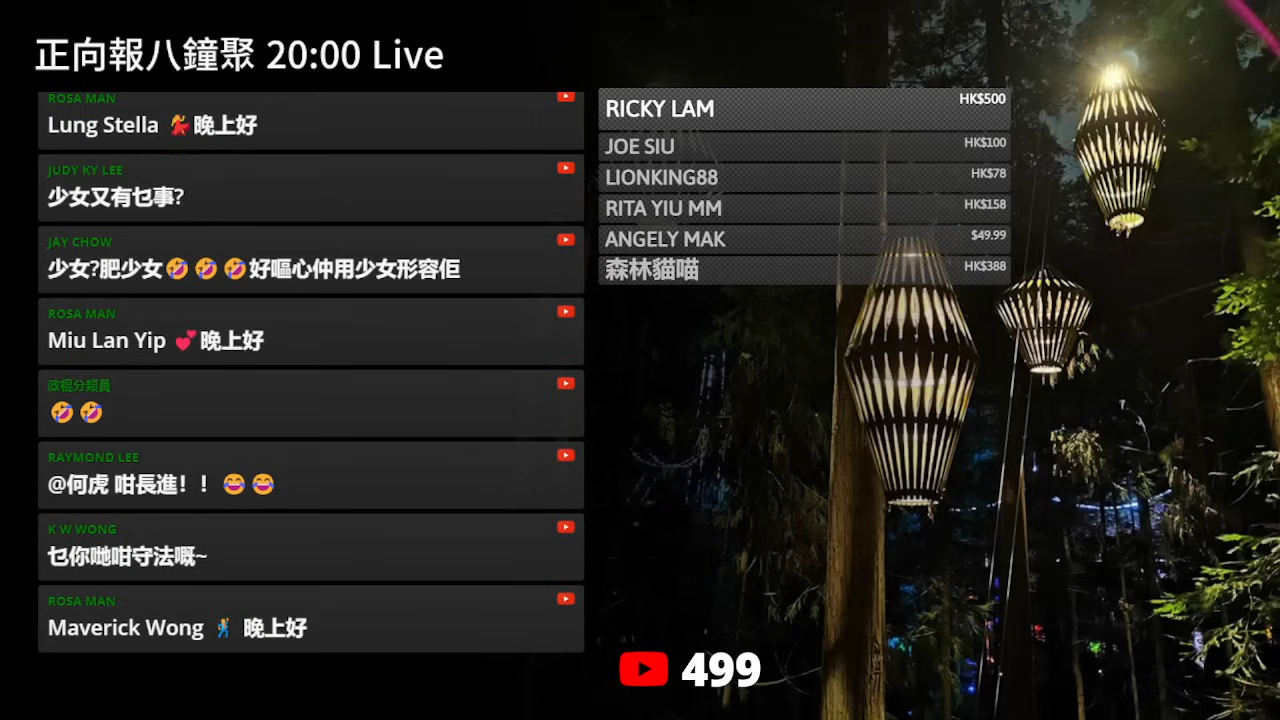 正向報八鐘聚 20:00 Live
ROSA MAN
Lung Stella 💃晚上好
JUDY KY LEE
少女又有乜事?
JAY CHOW
少女?肥少女🤣🤣🤣好嘔心仲用少女形容佢
ROSA MAN
Miu Lan Yip 💕晚上好
政棍分類員
🤣🤣
RAYMOND LEE
@何虎 咁長進！！ 😂😂
K W WONG
乜你哋咁守法嘅~
ROSA MAN
Maverick Wong 🕺 晚上好
RICKY LAM HK$500
JOE SIU HK$100
LIONKING88 HK$78
RITA YIU MM HK$158
ANGELY MAK $49.99
森林貓喵 HK$388
499